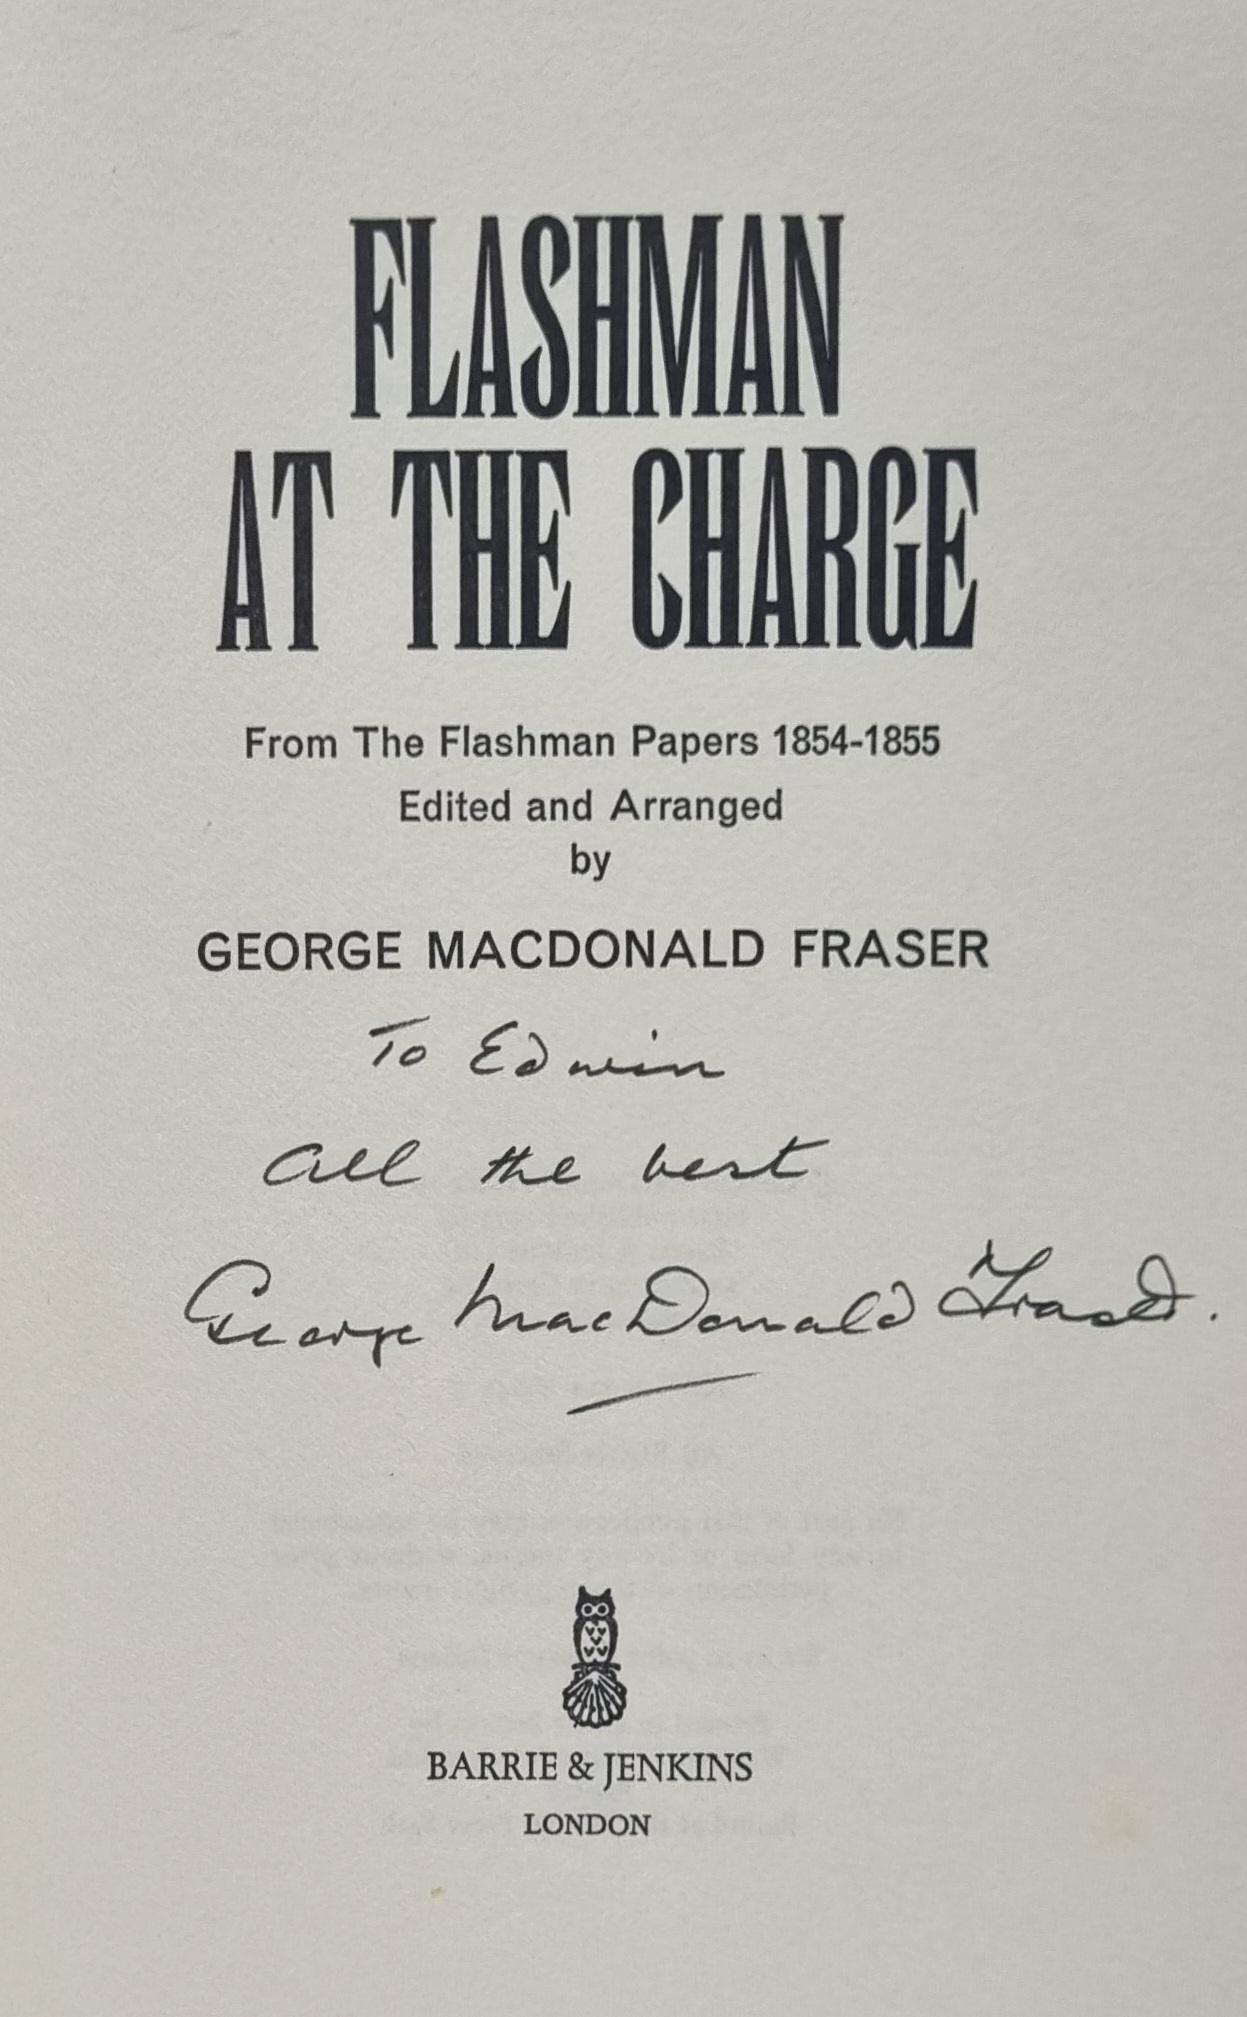 FLASHMAN
AT THE CHARGE
From The Flashman Papers 1854-1855
Edited and Arranged
by
GEORGE MACDONALD FRASER
To Edwin
All the best
George MacDonald Fraser.
BARRIE & JENKINS
LONDON